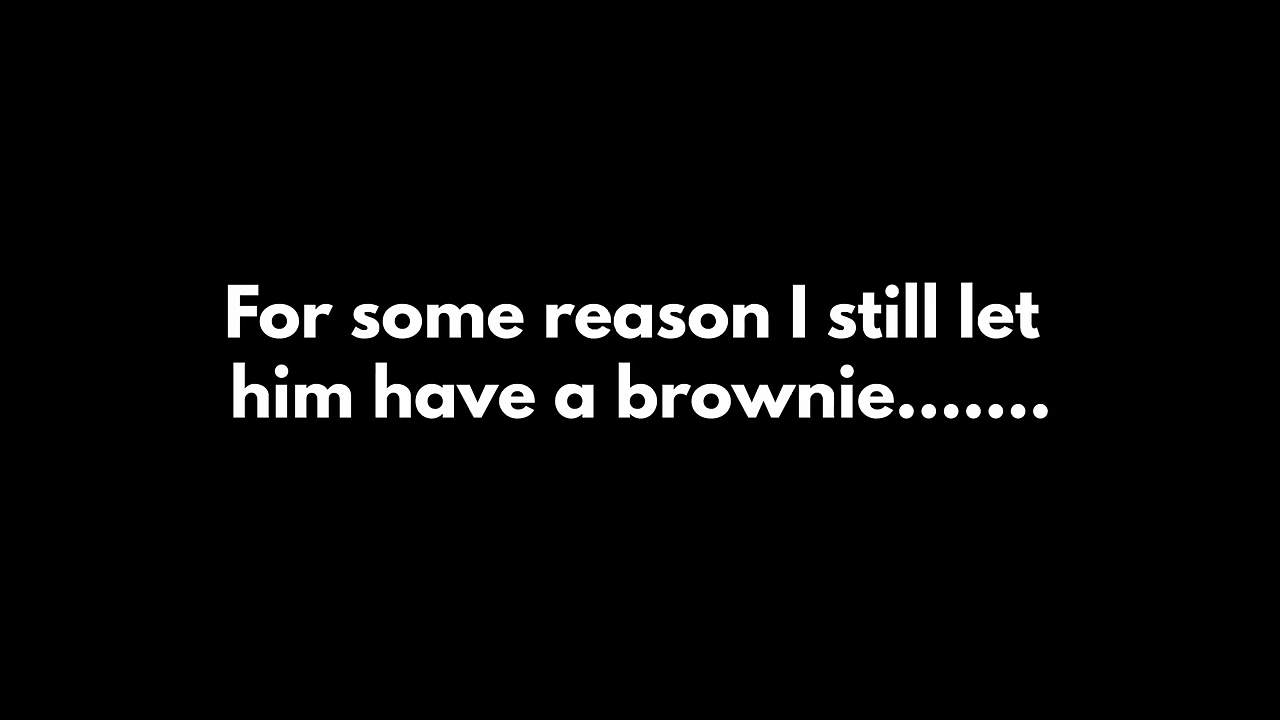 For some reason I still let
him have a brownie.......